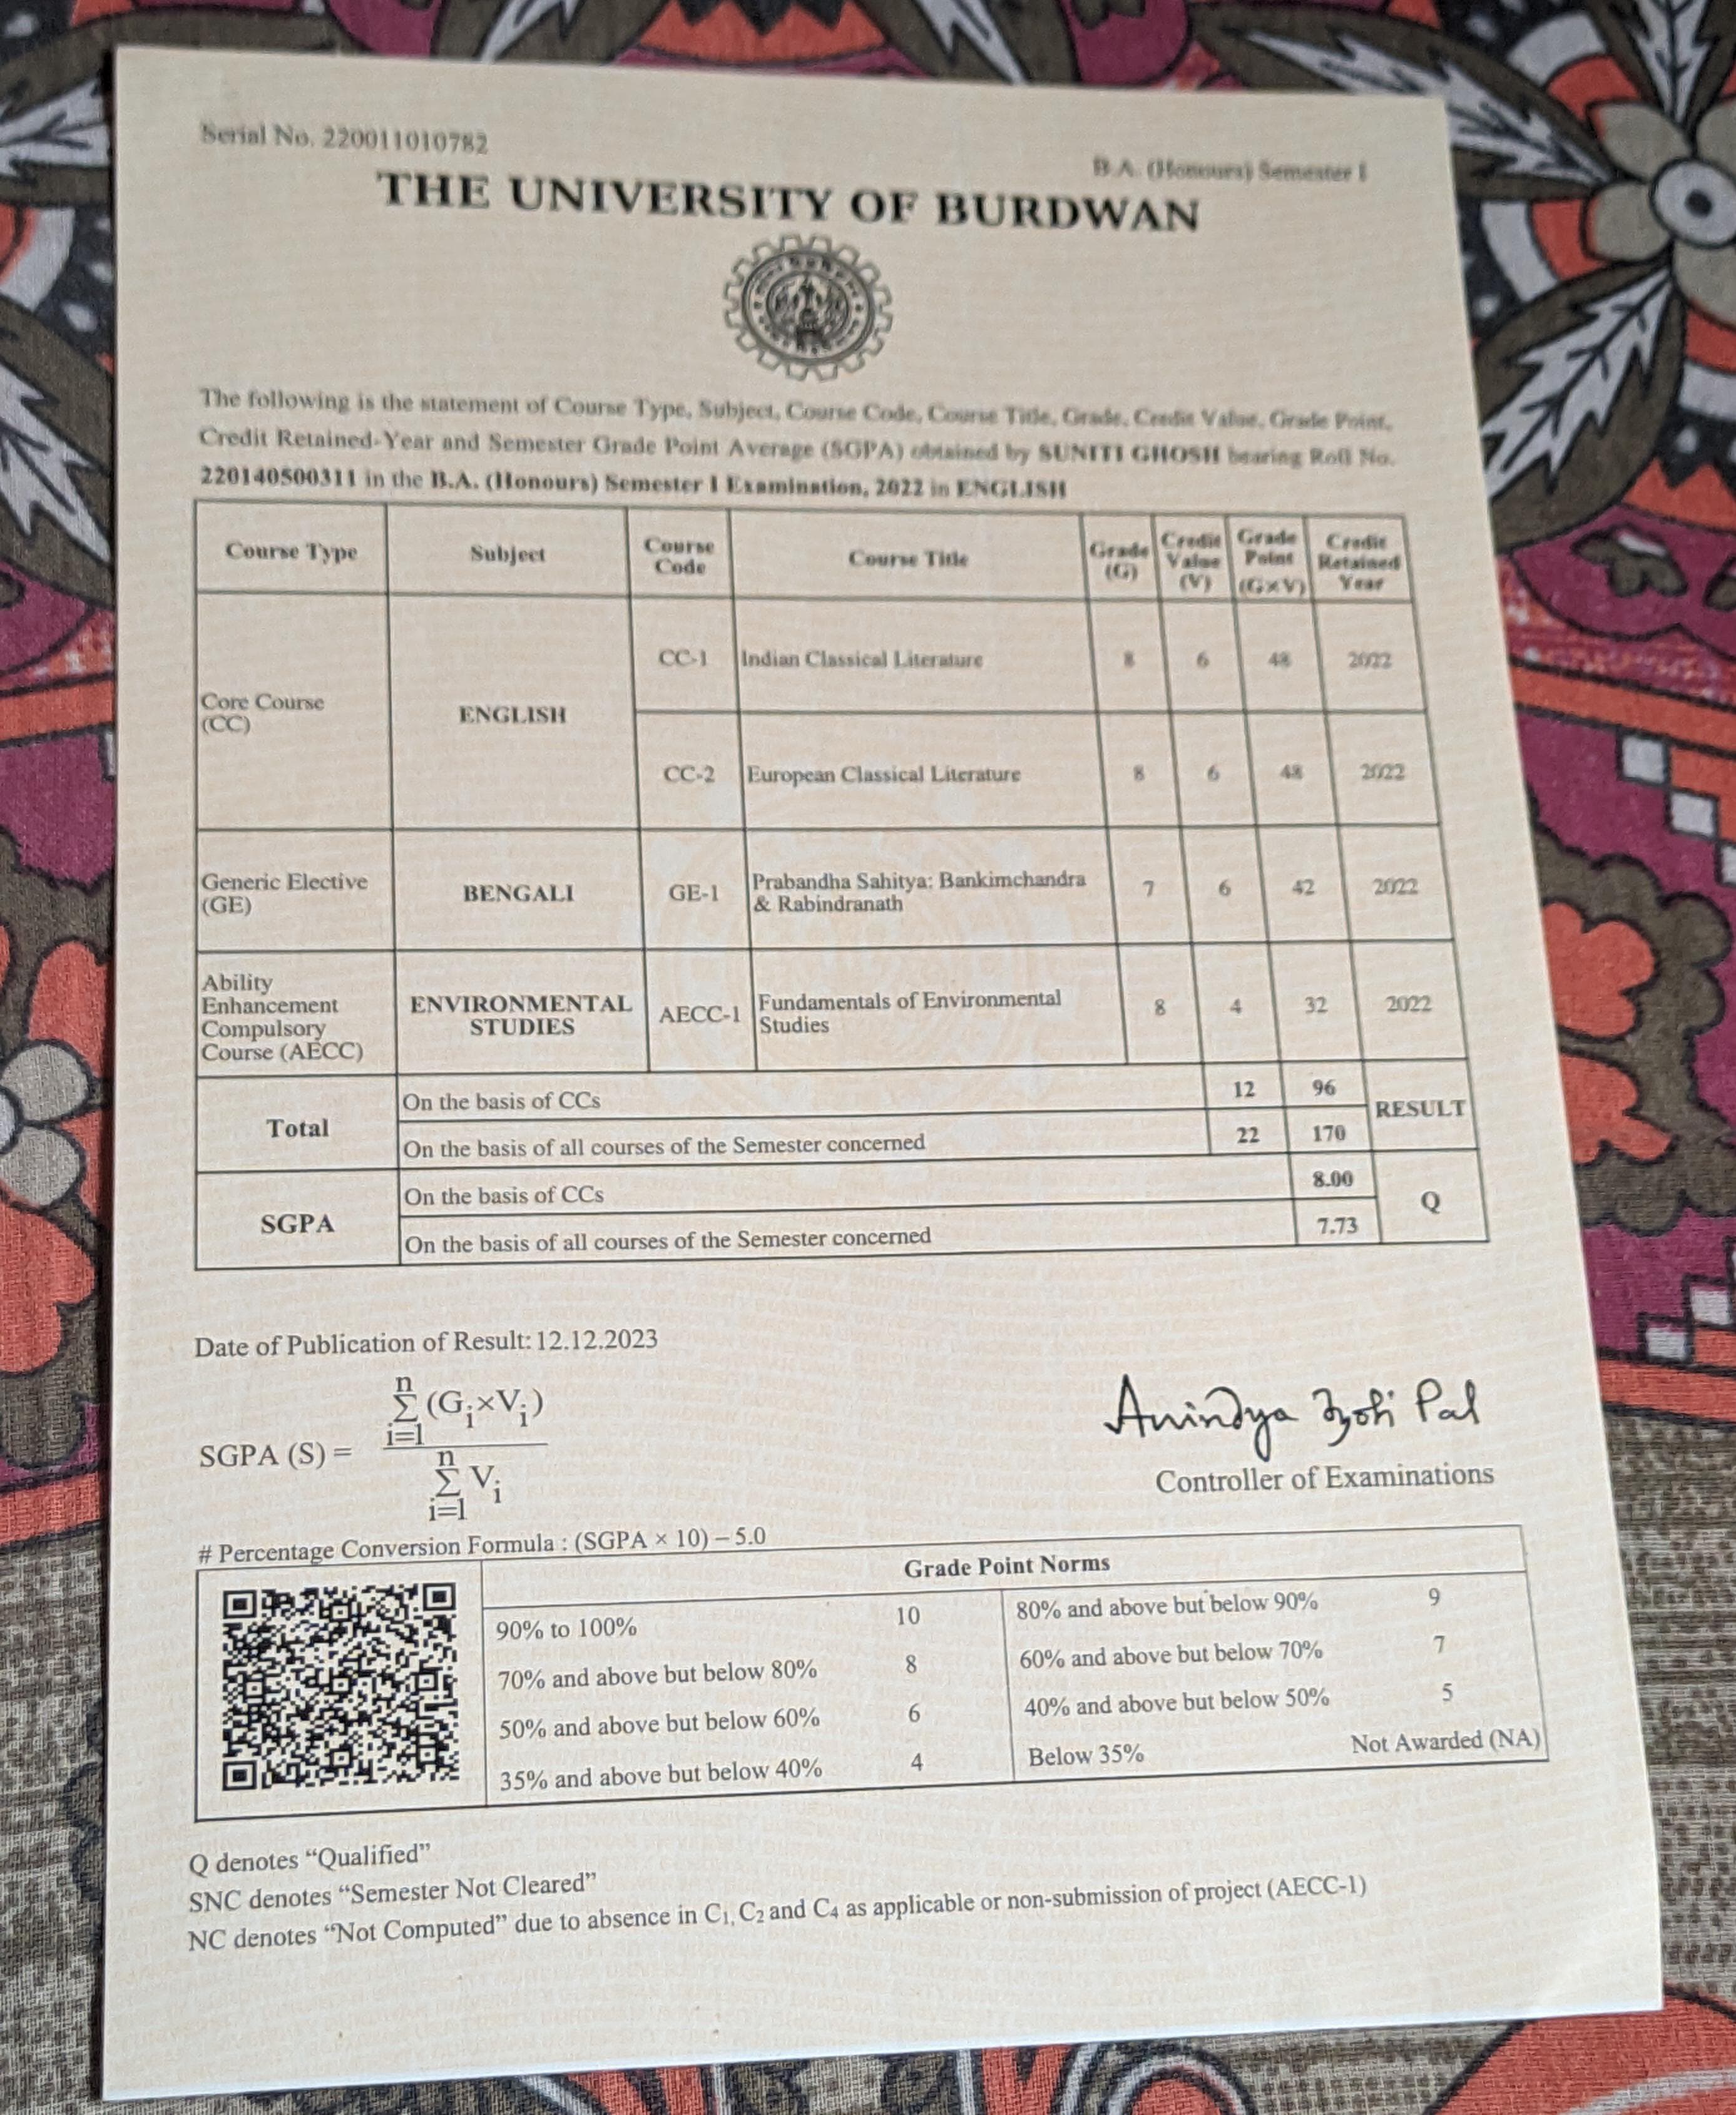 Serial No. 220011010782
B.A. (Honours) Semester I
THE UNIVERSITY OF BURDWAN
The following is the statement of Course Type, Subject, Course Code, Course Title, Grade, Credit Value, Grade Point,
Credit Retained-Year and Semester Grade Point Average (SGPA) obtained by SUNITI GHOSH bearing Roll No.
220140500311 in the B.A. (Honours) Semester I Examination, 2022 in ENGLISH
Course Type Subject Course Code Course Title Grade (G) Credit Value (V) Grade Point (G×V) Credit Retained Year
Core Course (CC) ENGLISH CC-1 Indian Classical Literature 8 6 48 2022
CC-2 European Classical Literature 8 6 48 2022
Generic Elective (GE) BENGALI GE-1 Prabandha Sahitya: Bankimchandra & Rabindranath 7 6 42 2022
Ability Enhancement Compulsory Course (AECC) ENVIRONMENTAL STUDIES AECC-1 Fundamentals of Environmental Studies 8 4 32 2022
Total On the basis of CCs 12 96 RESULT
On the basis of all courses of the Semester concerned 22 170
SGPA On the basis of CCs 8.00 Q
On the basis of all courses of the Semester concerned 7.73
Date of Publication of Result: 12.12.2023
n
Σ (Gi×Vi)
i=1
SGPA (S) =
n
Σ Vi
i=1
Anindya Jyoti Pal
Controller of Examinations
# Percentage Conversion Formula : (SGPA × 10) – 5.0
Grade Point Norms
90% to 100% 10 80% and above but below 90% 9
70% and above but below 80% 8 60% and above but below 70% 7
50% and above but below 60% 6 40% and above but below 50% 5
35% and above but below 40% 4 Below 35% Not Awarded (NA)
Q denotes “Qualified”
SNC denotes “Semester Not Cleared”
NC denotes “Not Computed” due to absence in C1, C2 and C4 as applicable or non-submission of project (AECC-1)